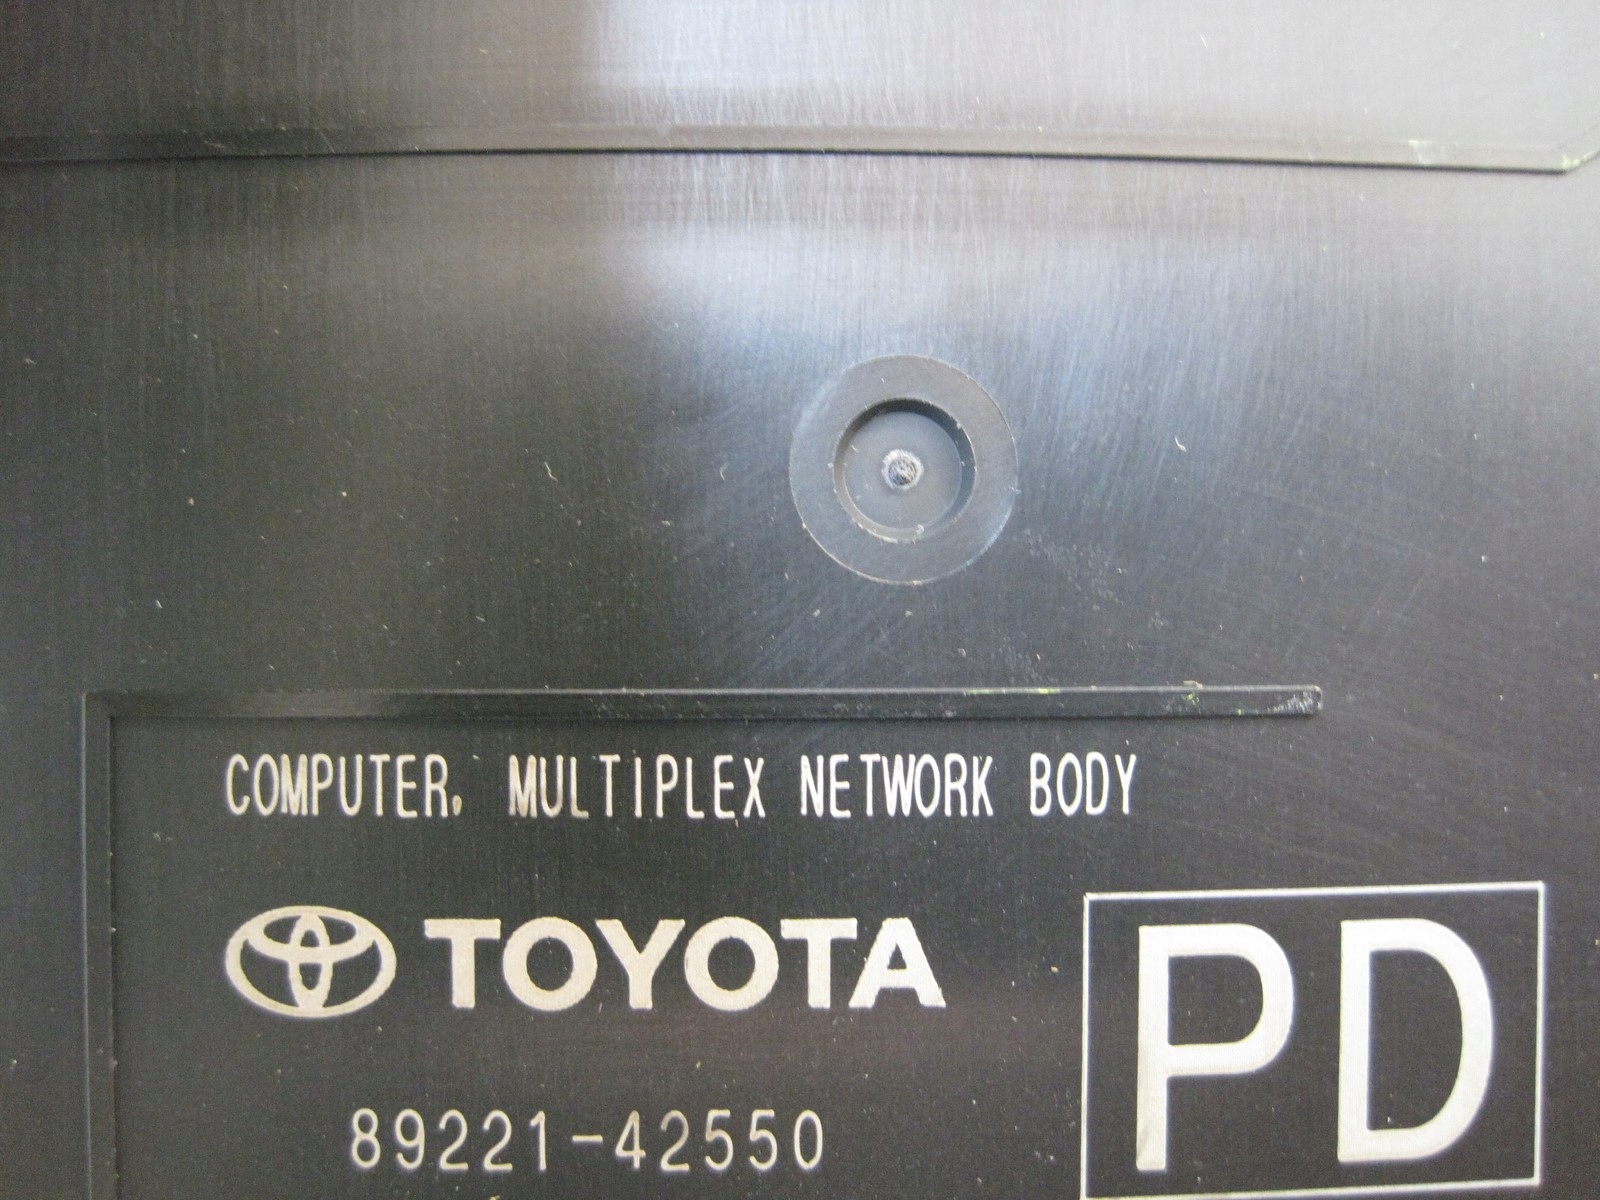 COMPUTER, MULTIPLEX NETWORK BODY
TOYOTA
PD
89221-42550